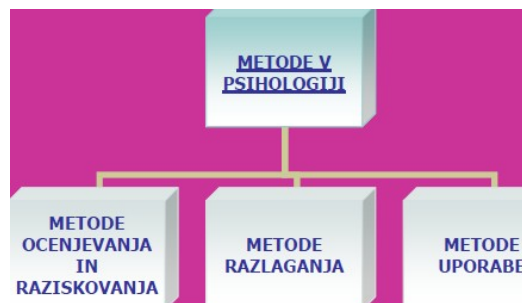 METODE V
PSIHOLOGIJI
METODE
OCENJEVANJA
IN
RAZISKOVANJA
METODE
RAZLAGANJA
METODE
UPORABE